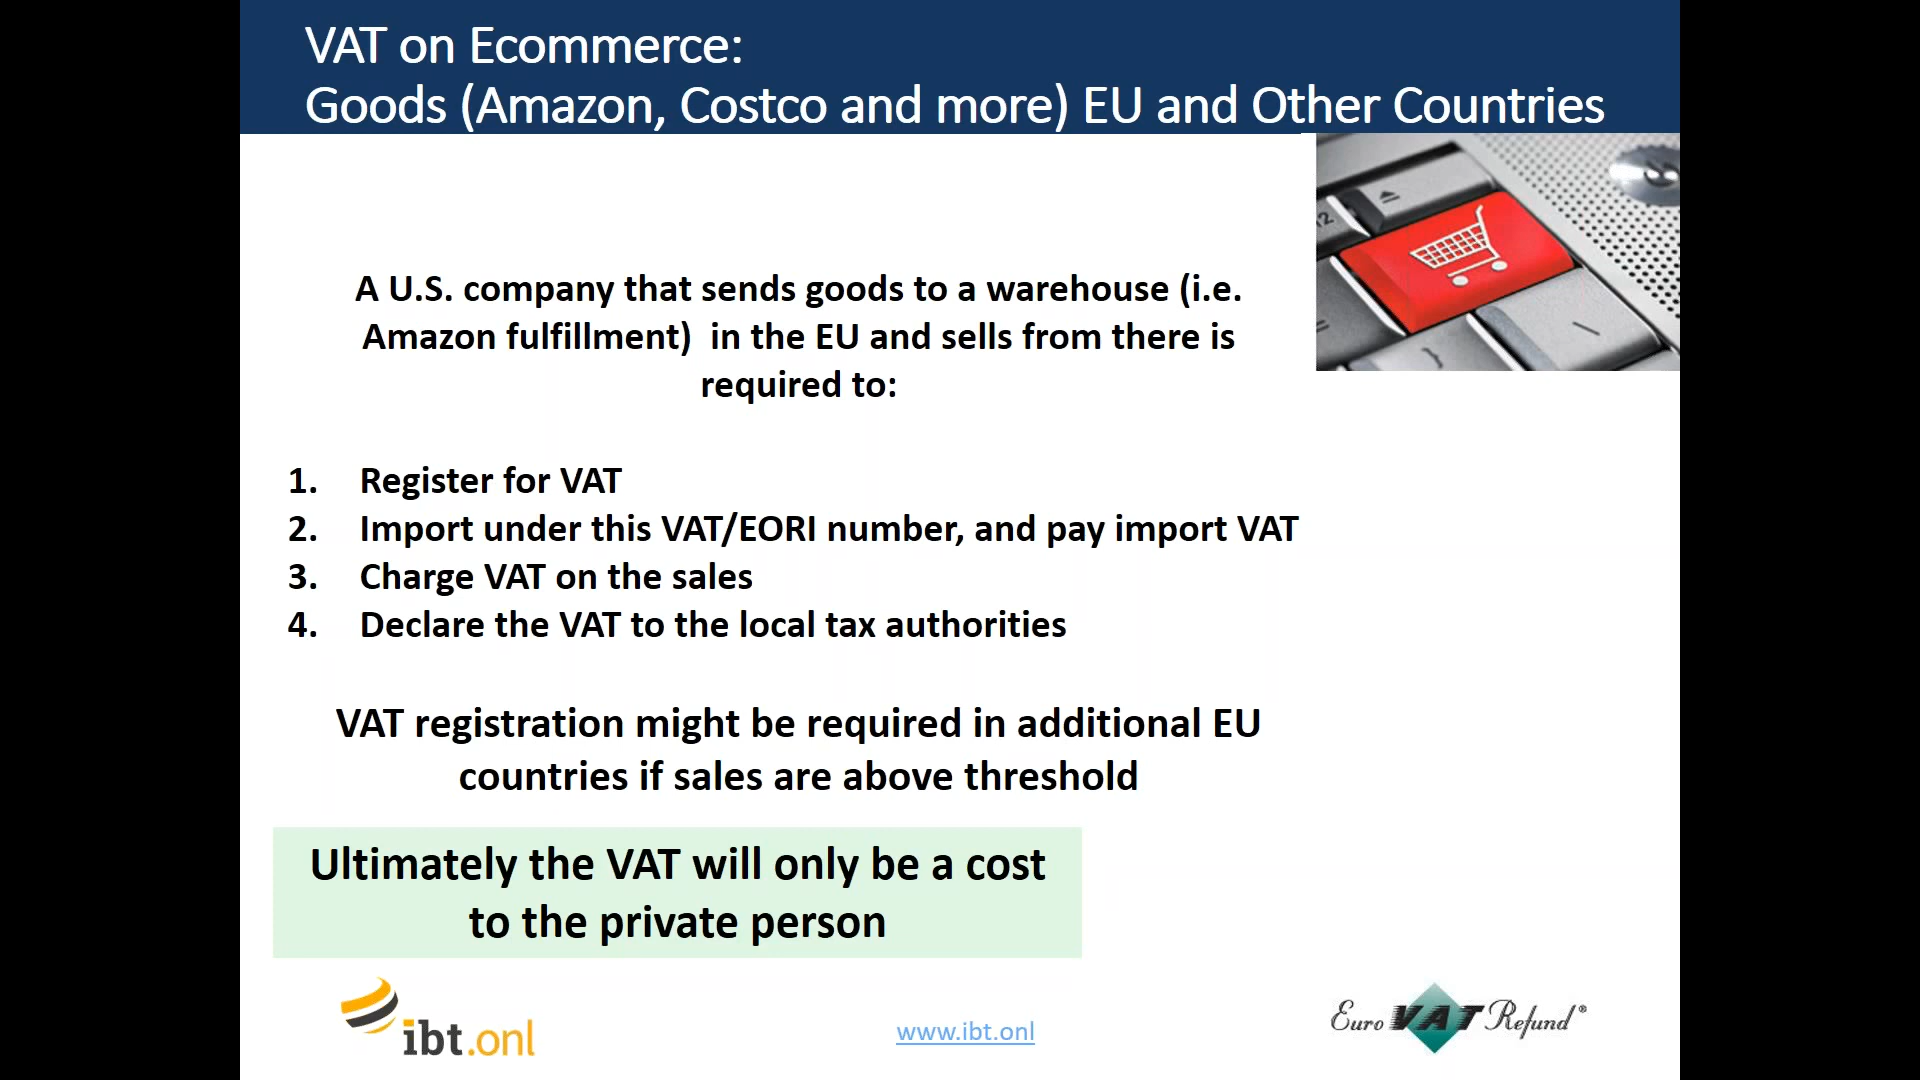 VAT on Ecommerce:
Goods (Amazon, Costco and more) EU and Other Countries
A U.S. company that sends goods to a warehouse (i.e.
Amazon fulfillment)  in the EU and sells from there is
required to:
1. Register for VAT
2. Import under this VAT/EORI number, and pay import VAT
3. Charge VAT on the sales
4. Declare the VAT to the local tax authorities
VAT registration might be required in additional EU
countries if sales are above threshold
Ultimately the VAT will only be a cost
to the private person
ibt.onl
www.ibt.onl
Euro VAT Refund®